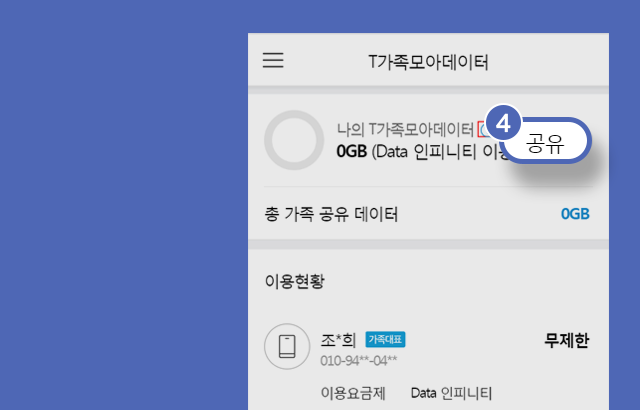 T가족모아데이터
나의 T가족모아데이터
4
공유
0GB (Data 인피니티
총 가족 공유 데이터 0GB
이용현황
조*희 가족대표 무제한
010-94**-04**
이용요금제 Data 인피니티